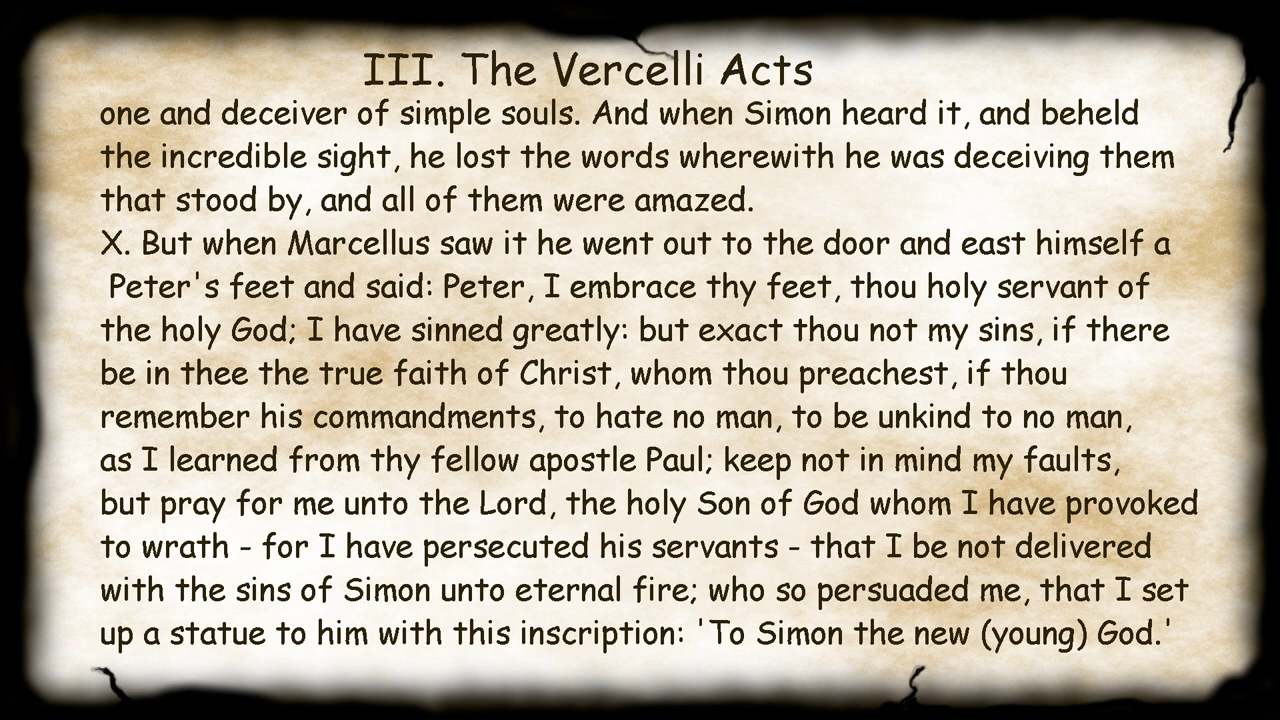 III. The Vercelli Acts
one and deceiver of simple souls. And when Simon heard it, and beheld
the incredible sight, he lost the words wherewith he was deceiving them
that stood by, and all of them were amazed.
X. But when Marcellus saw it he went out to the door and east himself a
Peter's feet and said: Peter, I embrace thy feet, thou holy servant of
the holy God; I have sinned greatly: but exact thou not my sins, if there
be in thee the true faith of Christ, whom thou preachest, if thou
remember his commandments, to hate no man, to be unkind to no man,
as I learned from thy fellow apostle Paul; keep not in mind my faults,
but pray for me unto the Lord, the holy Son of God whom I have provoked
to wrath - for I have persecuted his servants - that I be not delivered
with the sins of Simon unto eternal fire; who so persuaded me, that I set
up a statue to him with this inscription: 'To Simon the new (young) God.'